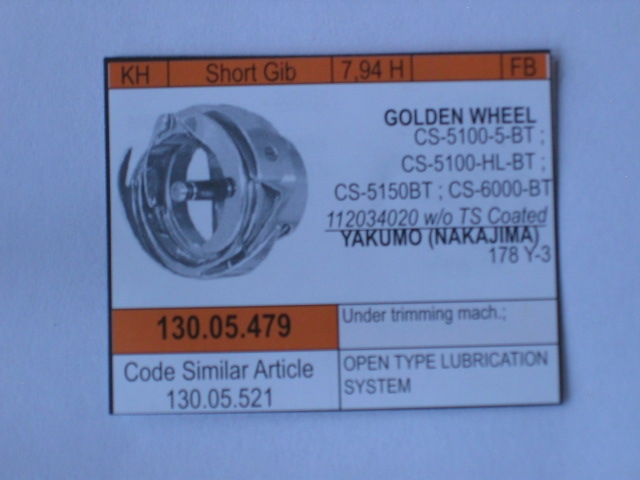 KH Short Gib 7,94 H FB
GOLDEN WHEEL
CS-5100-5-BT ;
CS-5100-HL-BT ;
CS-5150BT ; CS-6000-BT
112034020 w/o TS Coated
YAKUMO (NAKAJIMA)
178 Y-3
130.05.479
Under trimming mach.;
Code Similar Article
130.05.521
OPEN TYPE LUBRICATION
SYSTEM